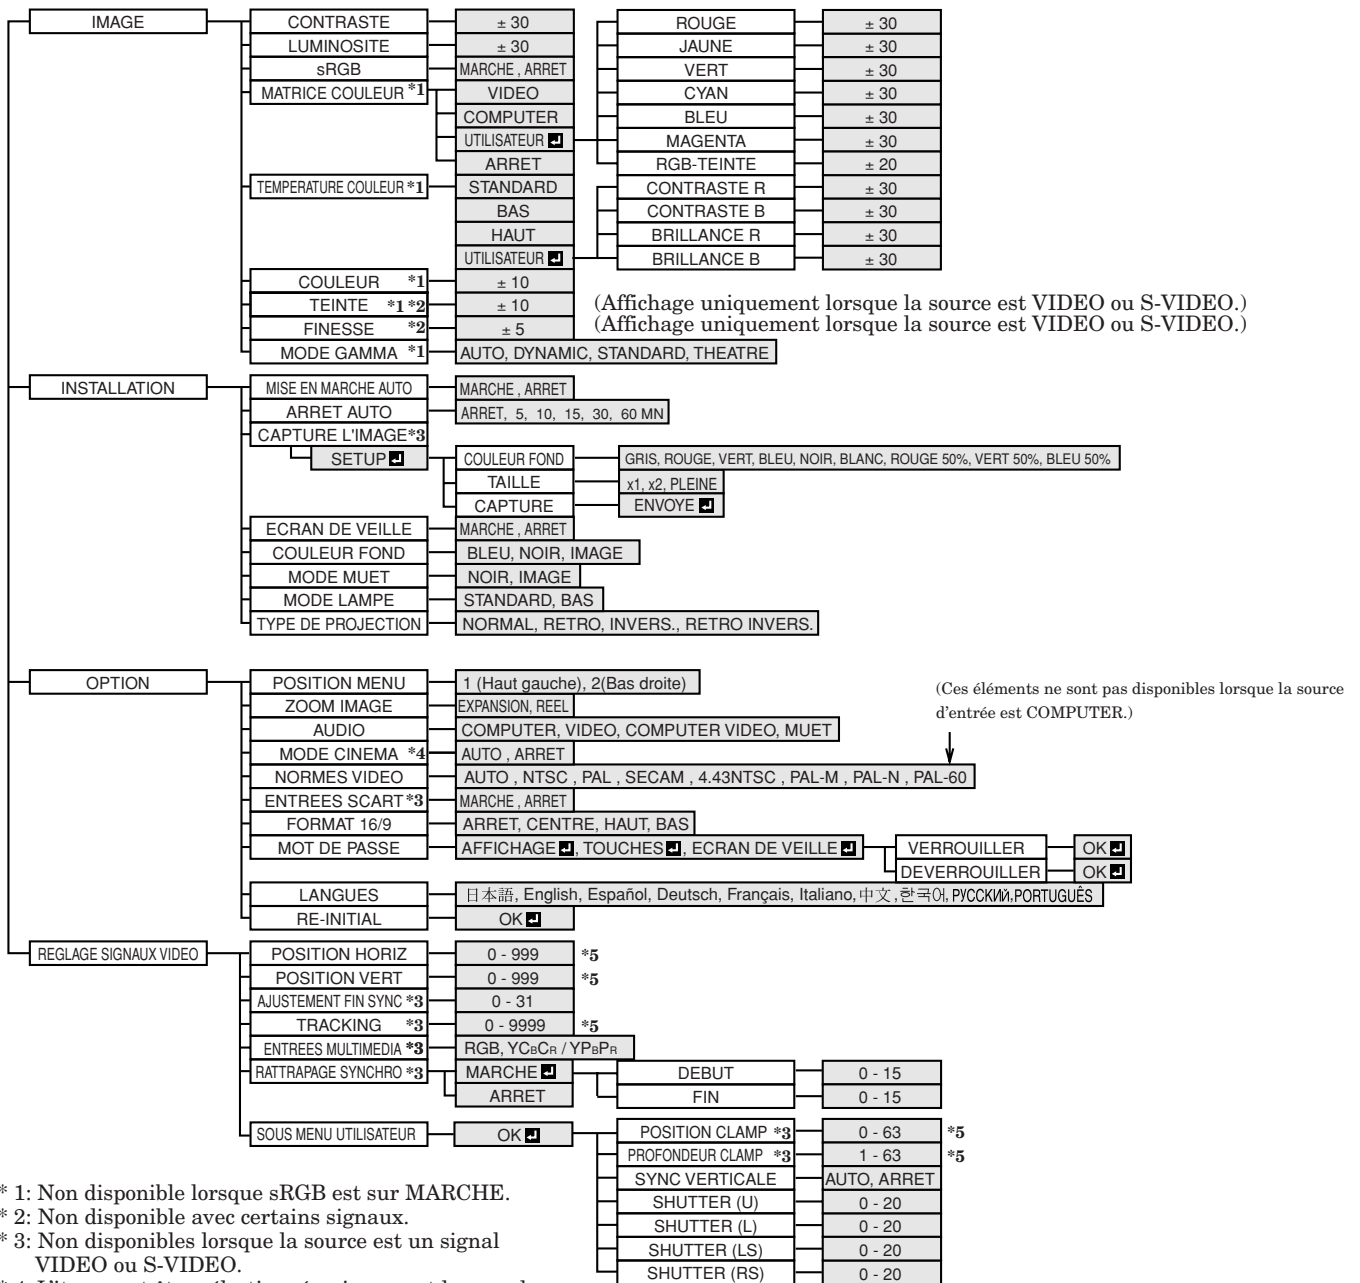 IMAGE CONTRASTE ± 30 ROUGE ± 30
LUMINOSITE ± 30 JAUNE ± 30
sRGB MARCHE , ARRET VERT ± 30
MATRICE COULEUR *1 VIDEO CYAN ± 30
COMPUTER BLEU ± 30
UTILISATEUR MAGENTA ± 30
ARRET RGB-TEINTE ± 20
TEMPERATURE COULEUR *1 STANDARD CONTRASTE R ± 30
BAS CONTRASTE B ± 30
HAUT BRILLANCE R ± 30
UTILISATEUR BRILLANCE B ± 30
COULEUR *1 ± 10
TEINTE *1 *2 ± 10 (Affichage uniquement lorsque la source est VIDEO ou S-VIDEO.)
FINESSE *2 ± 5 (Affichage uniquement lorsque la source est VIDEO ou S-VIDEO.)
MODE GAMMA *1 AUTO, DYNAMIC, STANDARD, THEATRE
INSTALLATION MISE EN MARCHE AUTO MARCHE , ARRET
ARRET AUTO ARRET, 5, 10, 15, 30, 60 MN
CAPTURE L'IMAGE*3
SETUP COULEUR FOND GRIS, ROUGE, VERT, BLEU, NOIR, BLANC, ROUGE 50%, VERT 50%, BLEU 50%
TAILLE x1, x2, PLEINE
CAPTURE ENVOYE
ECRAN DE VEILLE MARCHE , ARRET
COULEUR FOND BLEU, NOIR, IMAGE
MODE MUET NOIR, IMAGE
MODE LAMPE STANDARD, BAS
TYPE DE PROJECTION NORMAL, RETRO, INVERS., RETRO INVERS.
OPTION POSITION MENU 1 (Haut gauche), 2(Bas droite)
(Ces éléments ne sont pas disponibles lorsque la source
d'entrée est COMPUTER.)
ZOOM IMAGE EXPANSION, REEL
AUDIO COMPUTER, VIDEO, COMPUTER VIDEO, MUET
MODE CINEMA *4 AUTO , ARRET
NORMES VIDEO AUTO , NTSC , PAL , SECAM , 4.43NTSC , PAL-M , PAL-N , PAL-60
ENTREES SCART*3 MARCHE , ARRET
FORMAT 16/9 ARRET, CENTRE, HAUT, BAS
MOT DE PASSE AFFICHAGE, TOUCHES, ECRAN DE VEILLE VERROUILLER OK
DEVERROUILLER OK
LANGUES 日本語, English, Español, Deutsch, Français, Italiano, 中文, 한국어, РУССКИЙ, PORTUGUÊS
RE-INITIAL OK
REGLAGE SIGNAUX VIDEO POSITION HORIZ 0 - 999 *5
POSITION VERT 0 - 999 *5
AJUSTEMENT FIN SYNC *3 0 - 31
TRACKING *3 0 - 9999 *5
ENTREES MULTIMEDIA *3 RGB, YCBCR / YPBPR
RATTRAPAGE SYNCHRO *3 MARCHE DEBUT 0 - 15
ARRET FIN 0 - 15
SOUS MENU UTILISATEUR OK POSITION CLAMP *3 0 - 63 *5
PROFONDEUR CLAMP *3 1 - 63 *5
SYNC VERTICALE AUTO, ARRET
SHUTTER (U) 0 - 20
SHUTTER (L) 0 - 20
SHUTTER (LS) 0 - 20
SHUTTER (RS) 0 - 20
* 1: Non disponible lorsque sRGB est sur MARCHE.
* 2: Non disponible avec certains signaux.
* 3: Non disponibles lorsque la source est un signal
VIDEO ou S-VIDEO.